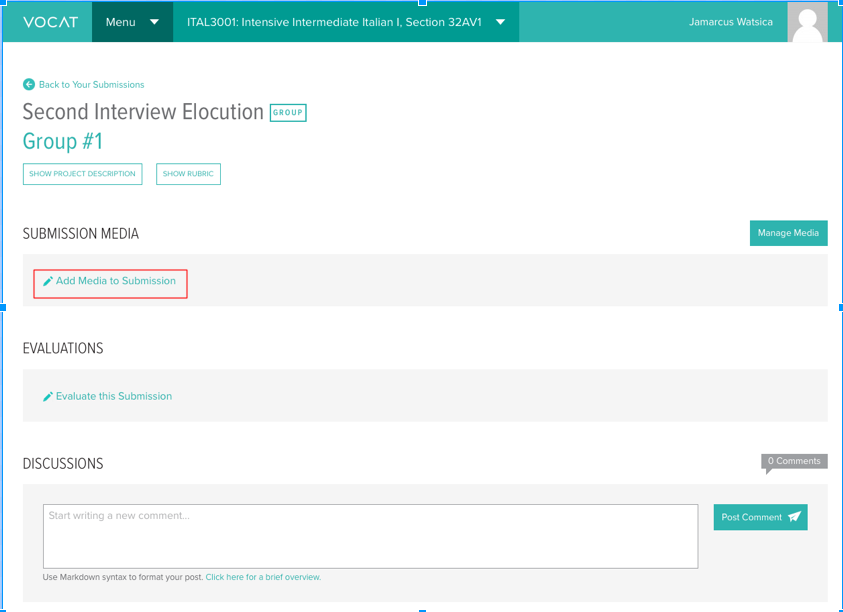 VOCAT Menu ITAL3001: Intensive Intermediate Italian I, Section 32AV1 Jamarcus Watsica
Back to Your Submissions
Second Interview Elocution GROUP
Group #1
SHOW PROJECT DESCRIPTION SHOW RUBRIC
SUBMISSION MEDIA Manage Media
Add Media to Submission
EVALUATIONS
Evaluate this Submission
DISCUSSIONS 0 Comments
Start writing a new comment... Post Comment
Use Markdown syntax to format your post. Click here for a brief overview.